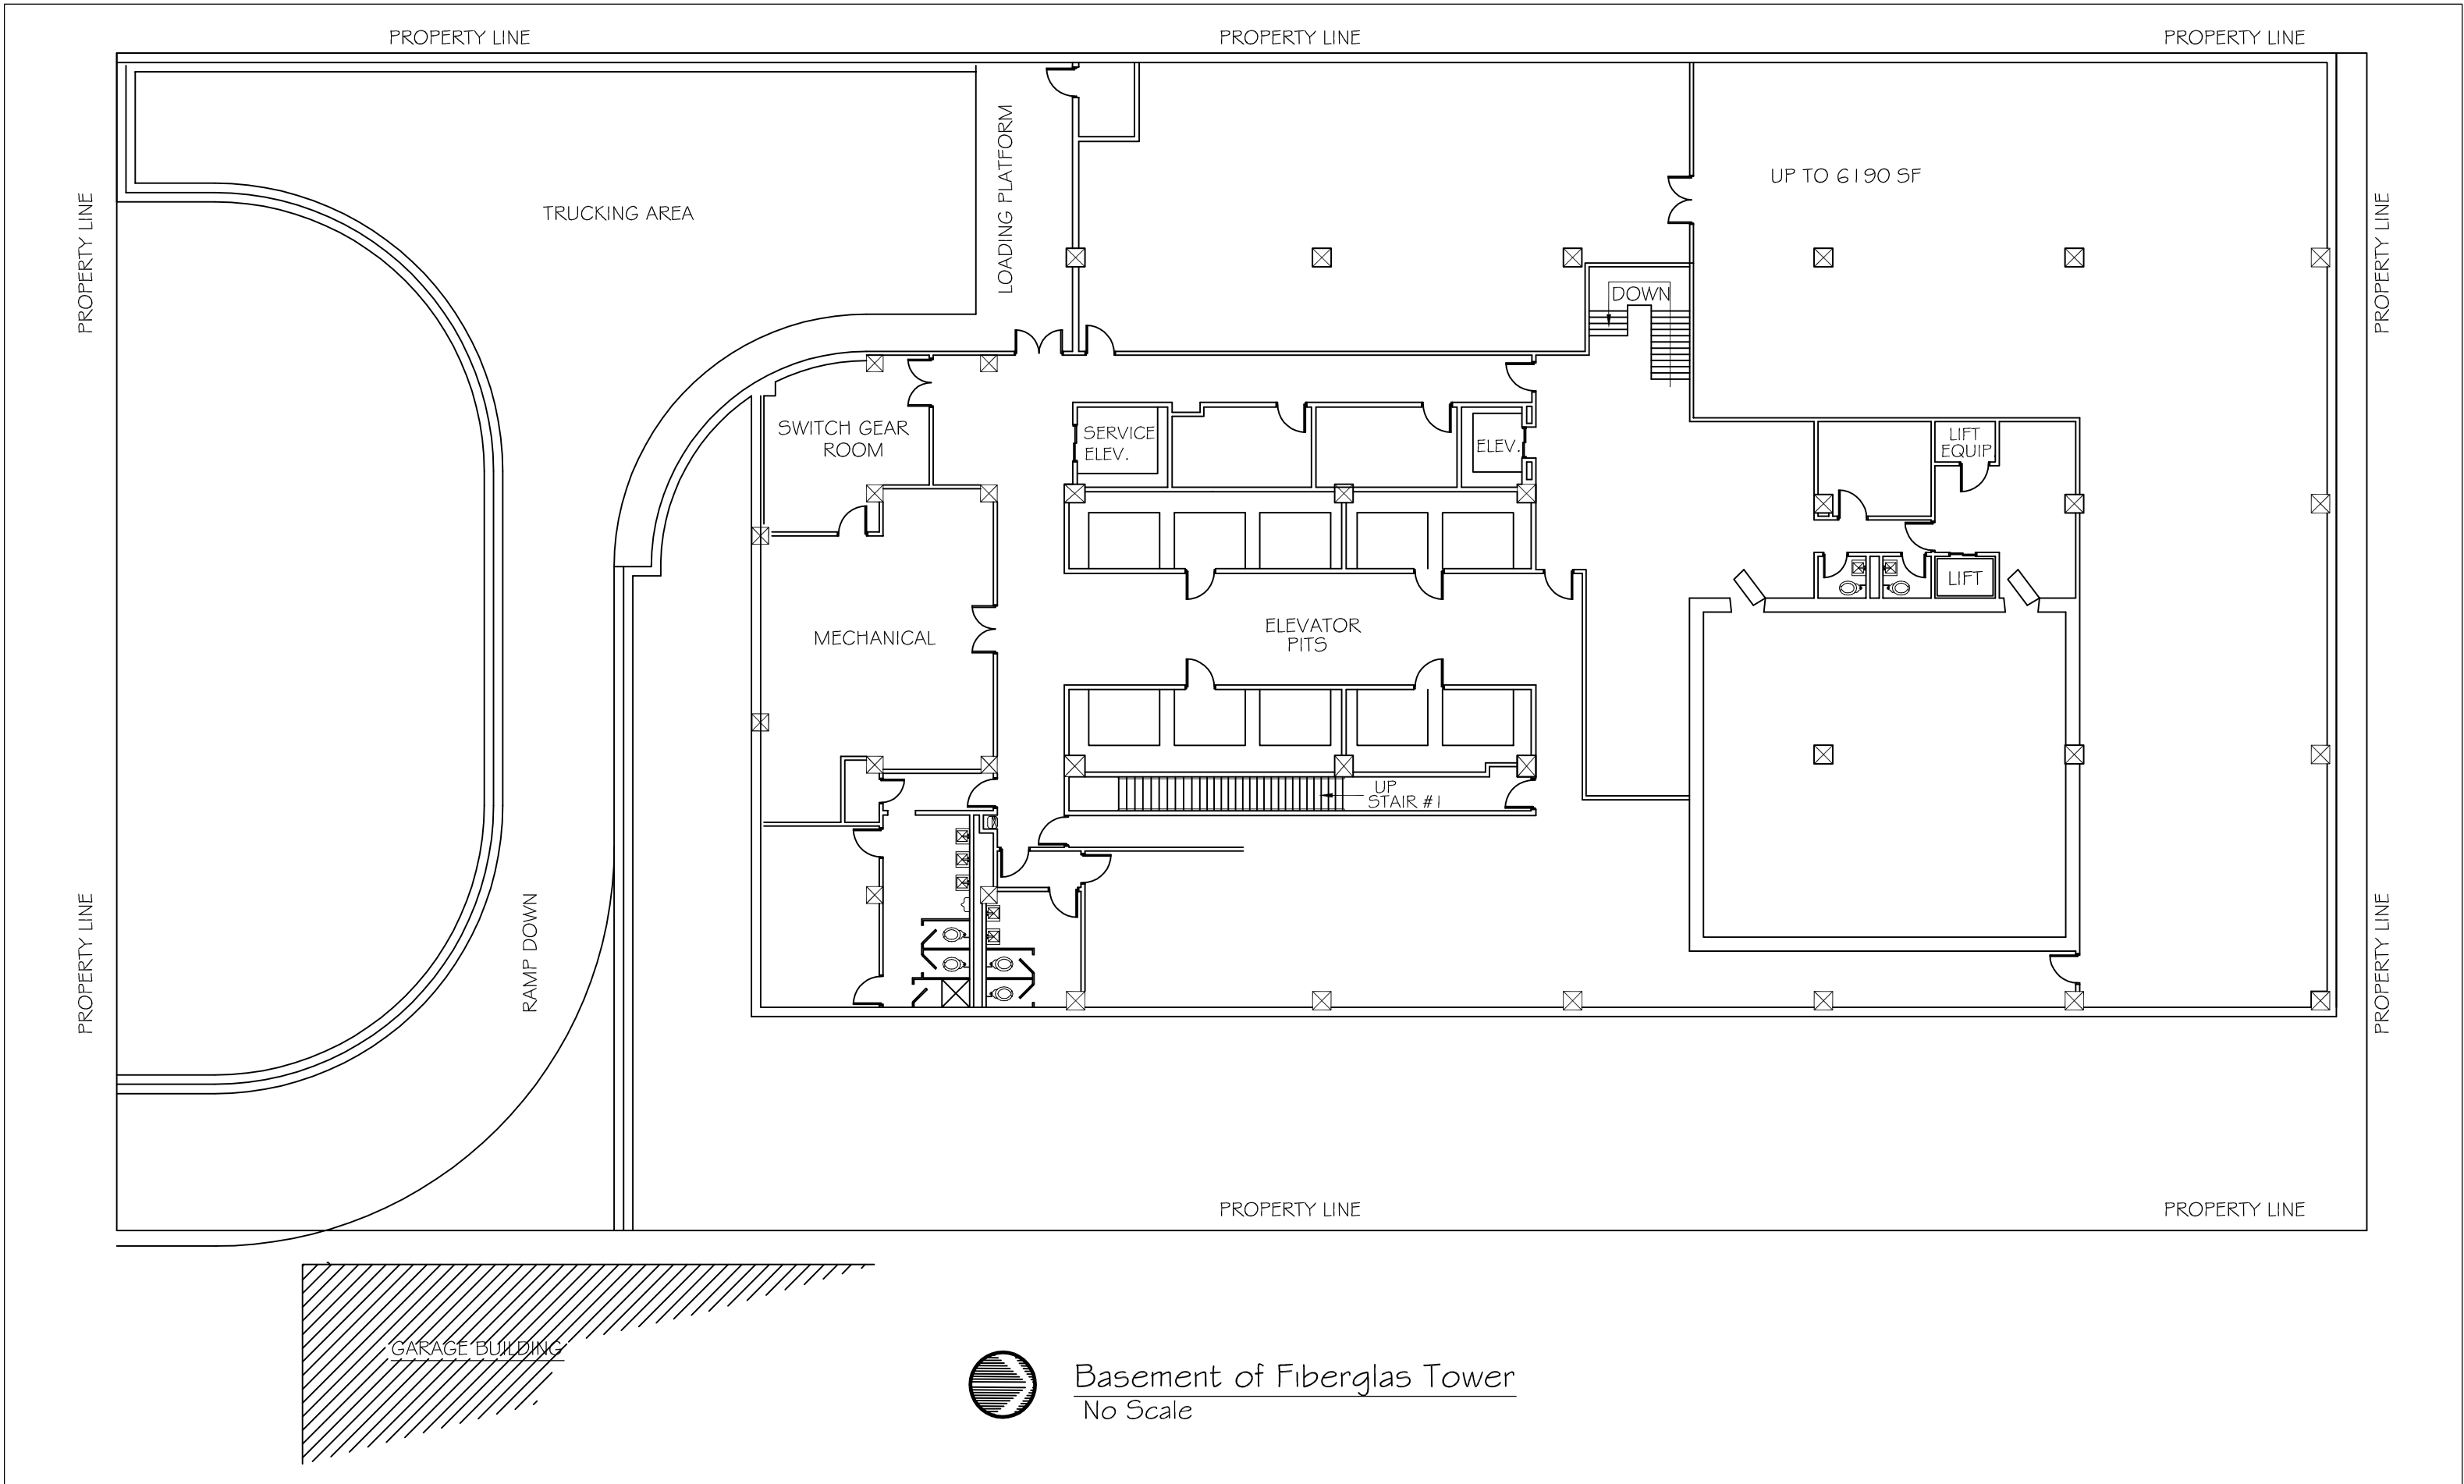 PROPERTY LINE
PROPERTY LINE
PROPERTY LINE
LOADING PLATFORM
UP TO 6190 SF
TRUCKING AREA
PROPERTY LINE
PROPERTY LINE
DOWN
SWITCH GEAR
ROOM
SERVICE
ELEV.
ELEV.
LIFT
EQUIP.
LIFT
MECHANICAL
ELEVATOR
PITS
UP
STAIR #1
PROPERTY LINE
RAMP DOWN
PROPERTY LINE
PROPERTY LINE
PROPERTY LINE
GARAGE BUILDING
Basement of Fiberglas Tower
No Scale